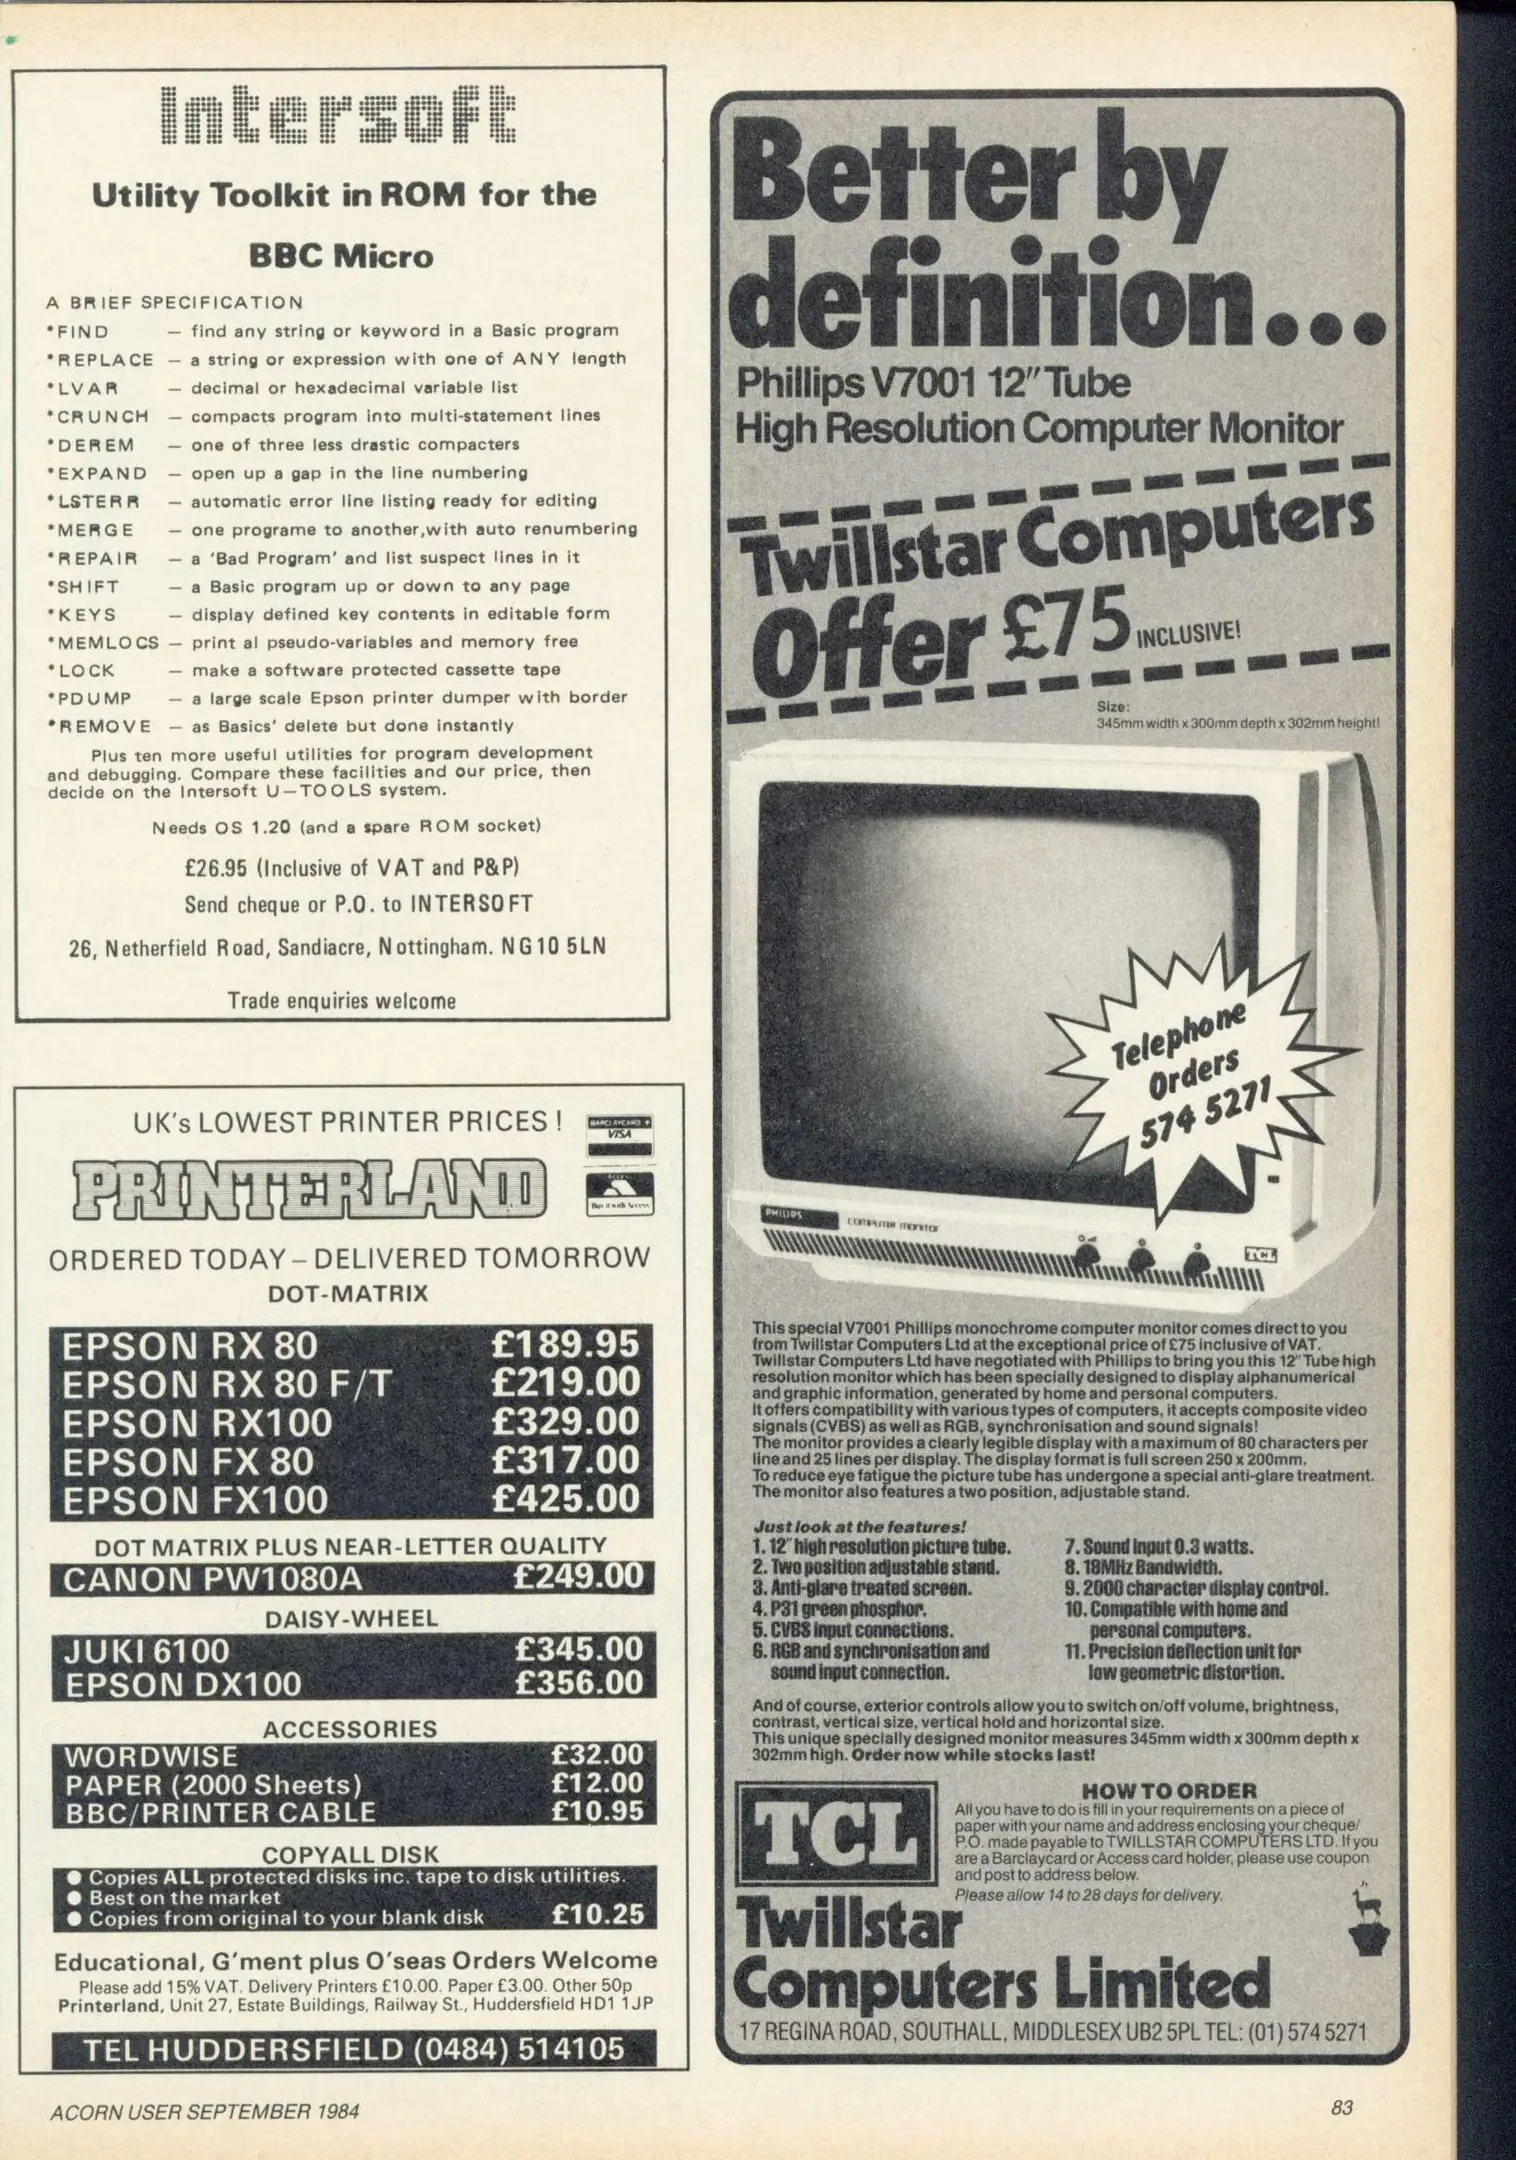 Intersoft
Utility Toolkit in ROM for the
BBC Micro
A BRIEF SPECIFICATION
*FIND — find any string or keyword in a Basic program
*REPLACE — a string or expression with one of ANY length
*LVAR — decimal or hexadecimal variable list
*CRUNCH — compacts program into multi-statement lines
*DEREM — one of three less drastic compacters
*EXPAND — open up a gap in the line numbering
*LSTERR — automatic error line listing ready for editing
*MERGE — one programe to another,with auto renumbering
*REPAIR — a 'Bad Program' and list suspect lines in it
*SHIFT — a Basic program up or down to any page
*KEYS — display defined key contents in editable form
*MEMLOCS — print al pseudo-variables and memory free
*LOCK — make a software protected cassette tape
*PDUMP — a large scale Epson printer dumper with border
*REMOVE — as Basics' delete but done instantly
Plus ten more useful utilities for program development
and debugging. Compare these facilities and our price, then
decide on the Intersoft U—TOOLS system.
Needs OS 1.20 (and a spare ROM socket)
£26.95 (Inclusive of VAT and P&P)
Send cheque or P.O. to INTERSOFT
26, Netherfield Road, Sandiacre, Nottingham. NG10 5LN
Trade enquiries welcome
UK's LOWEST PRINTER PRICES !
BARCLAYCARD
VISA
PRINTERLAND
ACCESS
Buy it with Access
ORDERED TODAY – DELIVERED TOMORROW
DOT-MATRIX
EPSON RX 80 £189.95
EPSON RX 80 F/T £219.00
EPSON RX100 £329.00
EPSON FX 80 £317.00
EPSON FX100 £425.00
DOT MATRIX PLUS NEAR-LETTER QUALITY
CANON PW1080A £249.00
DAISY-WHEEL
JUKI 6100 £345.00
EPSON DX100 £356.00
ACCESSORIES
WORDWISE £32.00
PAPER (2000 Sheets) £12.00
BBC/PRINTER CABLE £10.95
COPYALL DISK
● Copies ALL protected disks inc. tape to disk utilities.
● Best on the market
● Copies from original to your blank disk £10.25
Educational, G'ment plus O'seas Orders Welcome
Please add 15% VAT. Delivery Printers £10.00. Paper £3.00. Other 50p
Printerland, Unit 27, Estate Buildings, Railway St., Huddersfield HD1 1JP
TEL HUDDERSFIELD (0484) 514105
Better by
definition...
Phillips V7001 12" Tube
High Resolution Computer Monitor
Twillstar Computers
Offer £75 INCLUSIVE!
Size:
345mm width x 300mm depth x 302mm height!
Telephone
Orders
574 5271
PHILIPS
COMPUTER MONITOR
TCL
This special V7001 Phillips monochrome computer monitor comes direct to you
from Twillstar Computers Ltd at the exceptional price of £75 inclusive of VAT.
Twillstar Computers Ltd have negotiated with Phillips to bring you this 12" Tube high
resolution monitor which has been specially designed to display alphanumerical
and graphic information, generated by home and personal computers.
It offers compatibility with various types of computers, it accepts composite video
signals (CVBS) as well as RGB, synchronisation and sound signals!
The monitor provides a clearly legible display with a maximum of 80 characters per
line and 25 lines per display. The display format is full screen 250 x 200mm.
To reduce eye fatigue the picture tube has undergone a special anti-glare treatment.
The monitor also features a two position, adjustable stand.
Just look at the features!
1. 12" high resolution picture tube.
2. Two position adjustable stand.
3. Anti-glare treated screen.
4. P31 green phosphor.
5. CVBS input connections.
6. RGB and synchronisation and
sound input connection.
7. Sound input 0.3 watts.
8. 18MHz Bandwidth.
9. 2000 character display control.
10. Compatible with home and
personal computers.
11. Precision deflection unit for
low geometric distortion.
And of course, exterior controls allow you to switch on/off volume, brightness,
contrast, vertical size, vertical hold and horizontal size.
This unique specially designed monitor measures 345mm width x 300mm depth x
302mm high. Order now while stocks last!
TCL
HOW TO ORDER
All you have to do is fill in your requirements on a piece of
paper with your name and address enclosing your cheque/
P.O. made payable to TWILLSTAR COMPUTERS LTD. If you
are a Barclaycard or Access card holder, please use coupon
and post to address below.
Please allow 14 to 28 days for delivery.
Twillstar
Computers Limited
17 REGINA ROAD, SOUTHALL, MIDDLESEX UB2 5PL TEL: (01) 574 5271
ACORN USER SEPTEMBER 1984
83